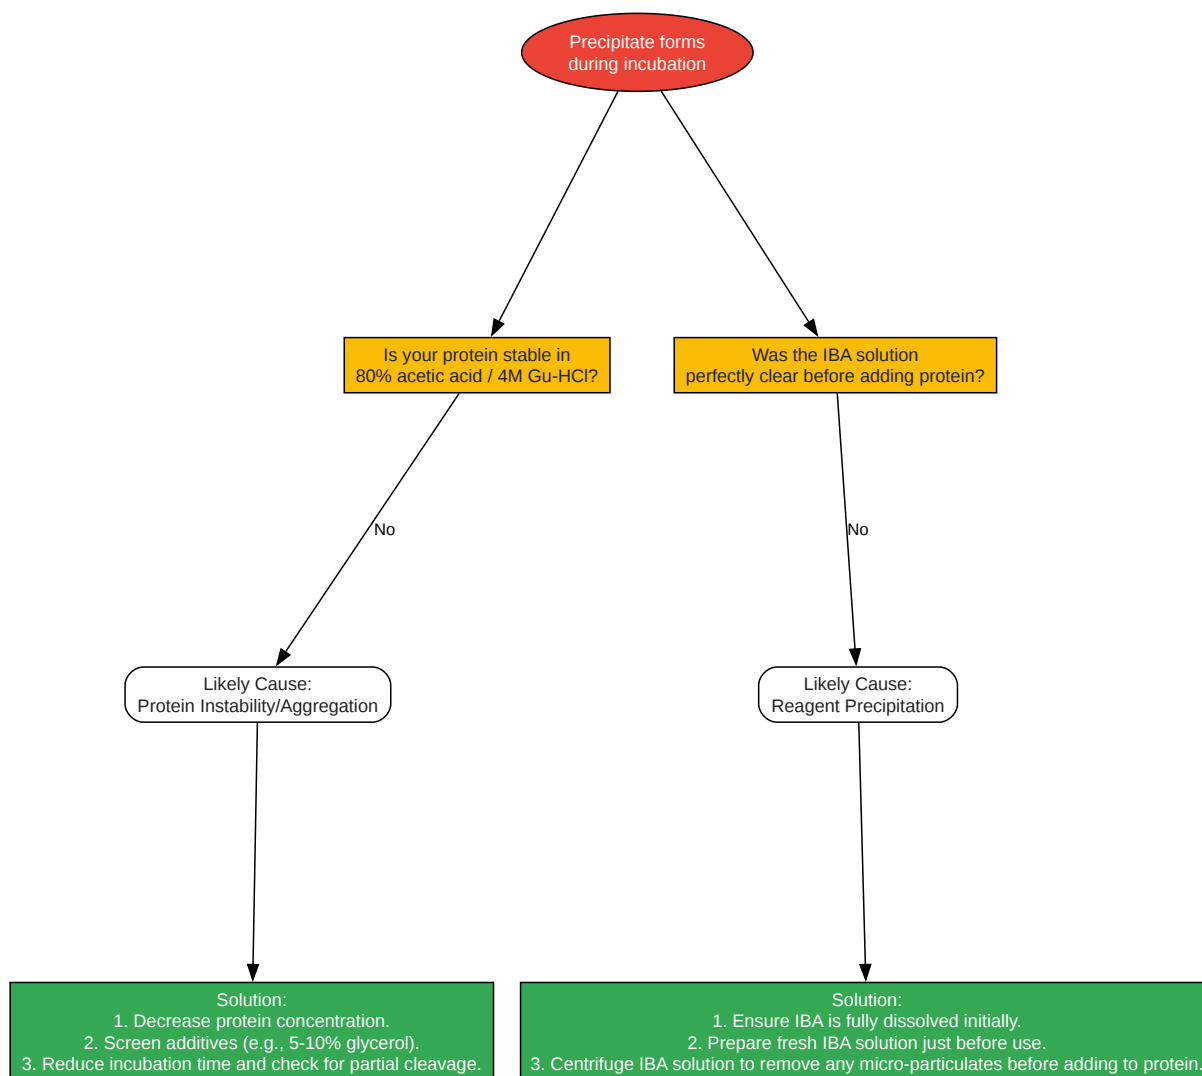 Precipitate forms
during incubation
Is your protein stable in
80% acetic acid / 4M Gu-HCl?
Was the IBA solution
perfectly clear before adding protein?
No
No
Likely Cause:
Protein Instability/Aggregation
Likely Cause:
Reagent Precipitation
Solution:
1. Decrease protein concentration.
2. Screen additives (e.g., 5-10% glycerol).
3. Reduce incubation time and check for partial cleavage.
Solution:
1. Ensure IBA is fully dissolved initially.
2. Prepare fresh IBA solution just before use.
3. Centrifuge IBA solution to remove any micro-particulates before adding to protein.